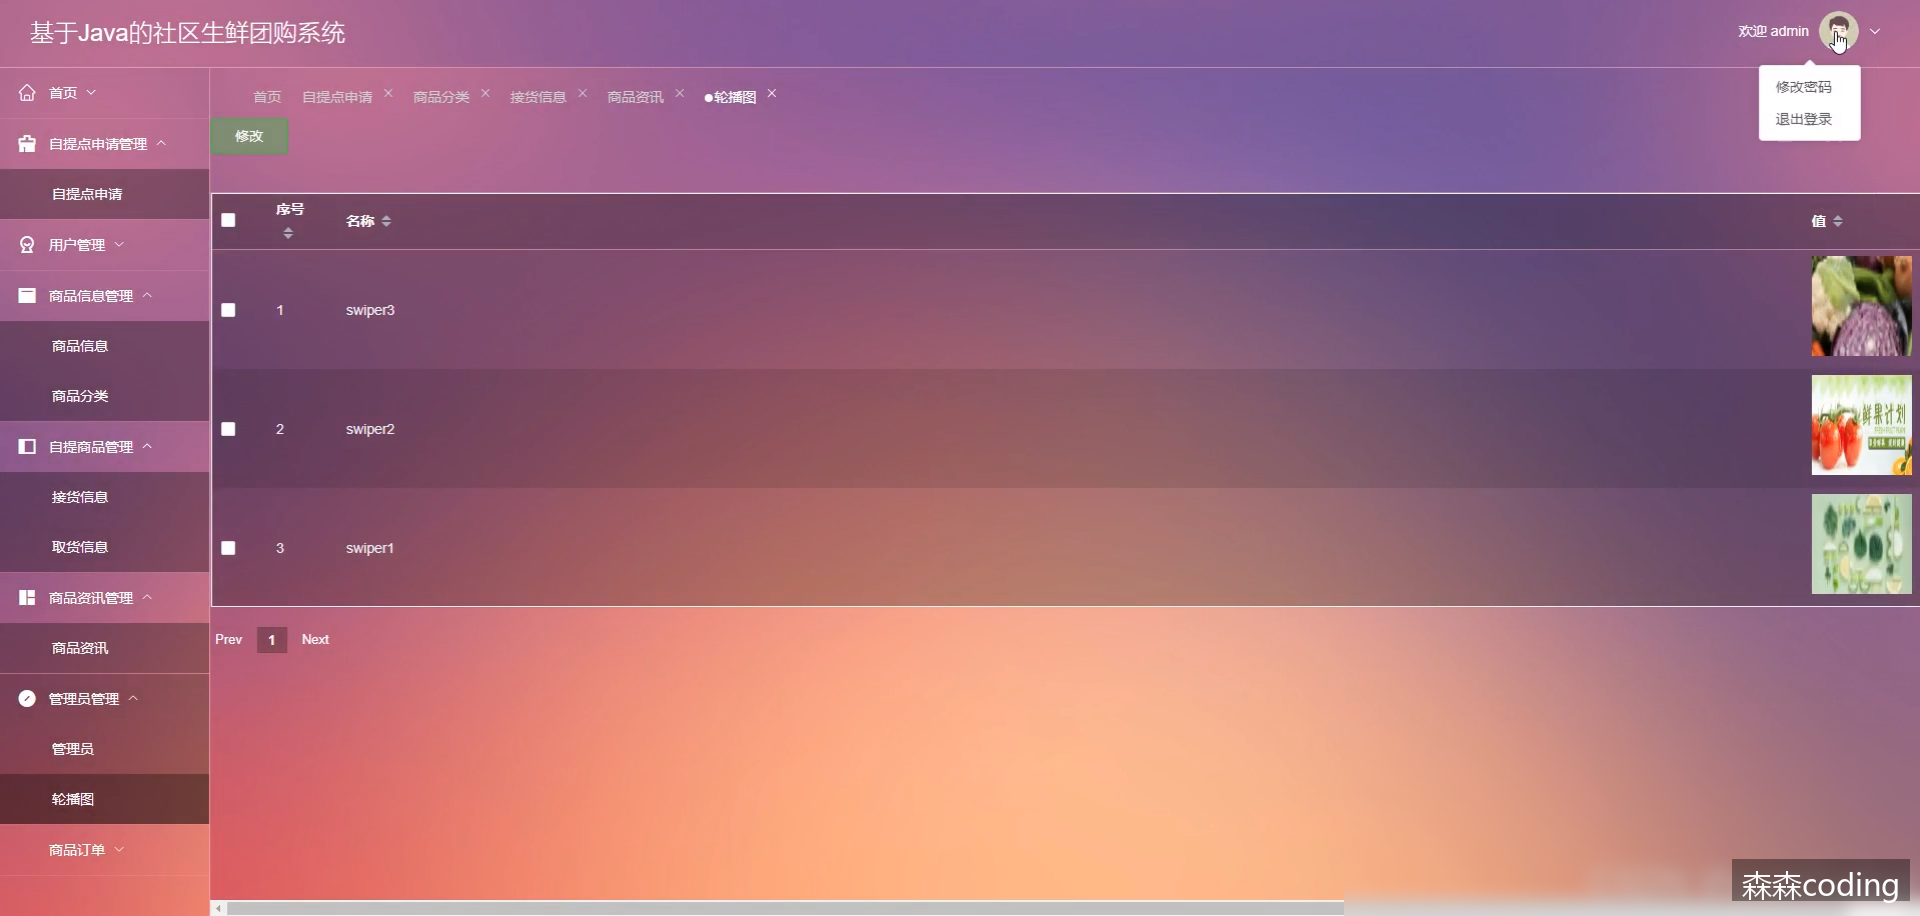 基于Java的社区生鲜团购系统
欢迎 admin
修改密码
退出登录
首页
自提点申请管理
自提点申请
用户管理
商品信息管理
商品信息
商品分类
自提商品管理
接货信息
取货信息
商品资讯管理
商品资讯
管理员管理
管理员
轮播图
商品订单
首页 自提点申请 商品分类 接货信息 商品资讯 轮播图
修改
序号 名称 值
1 swiper3
2 swiper2
鲜果计划
3 swiper1
Prev 1 Next
森森coding